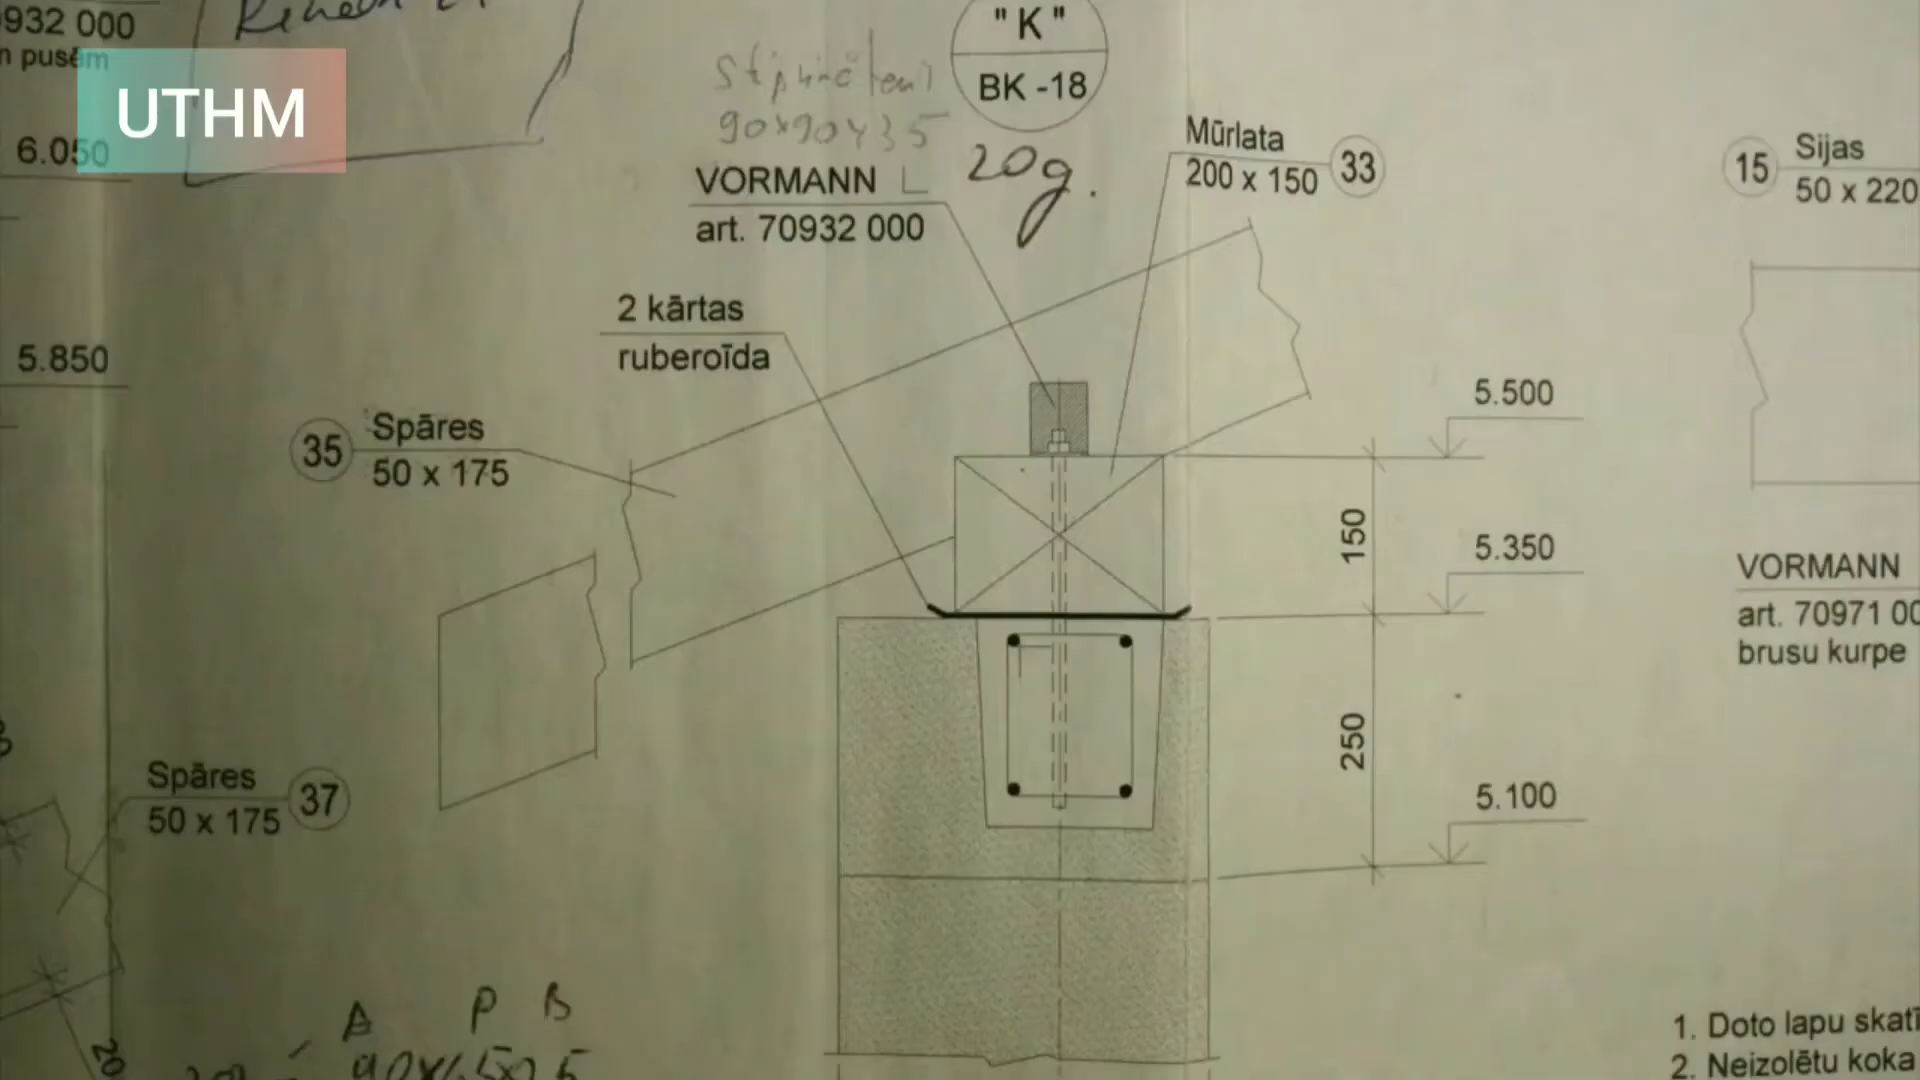 932 000
pusēm
UTHM
6.050
5.850
" K "
BK -18
90x90x35
VORMANN
art. 70932 000
20g.
Mūrlata
200 x 150
33
15
Sijas
50 x 220
2 kārtas
ruberoīda
35
Spāres
50 x 175
5.500
150
5.350
VORMANN
art. 70971 00
brusu kurpe
250
5.100
Spāres
50 x 175
37
A P B
20
1. Doto lapu skatī
2. Neizolētu koka